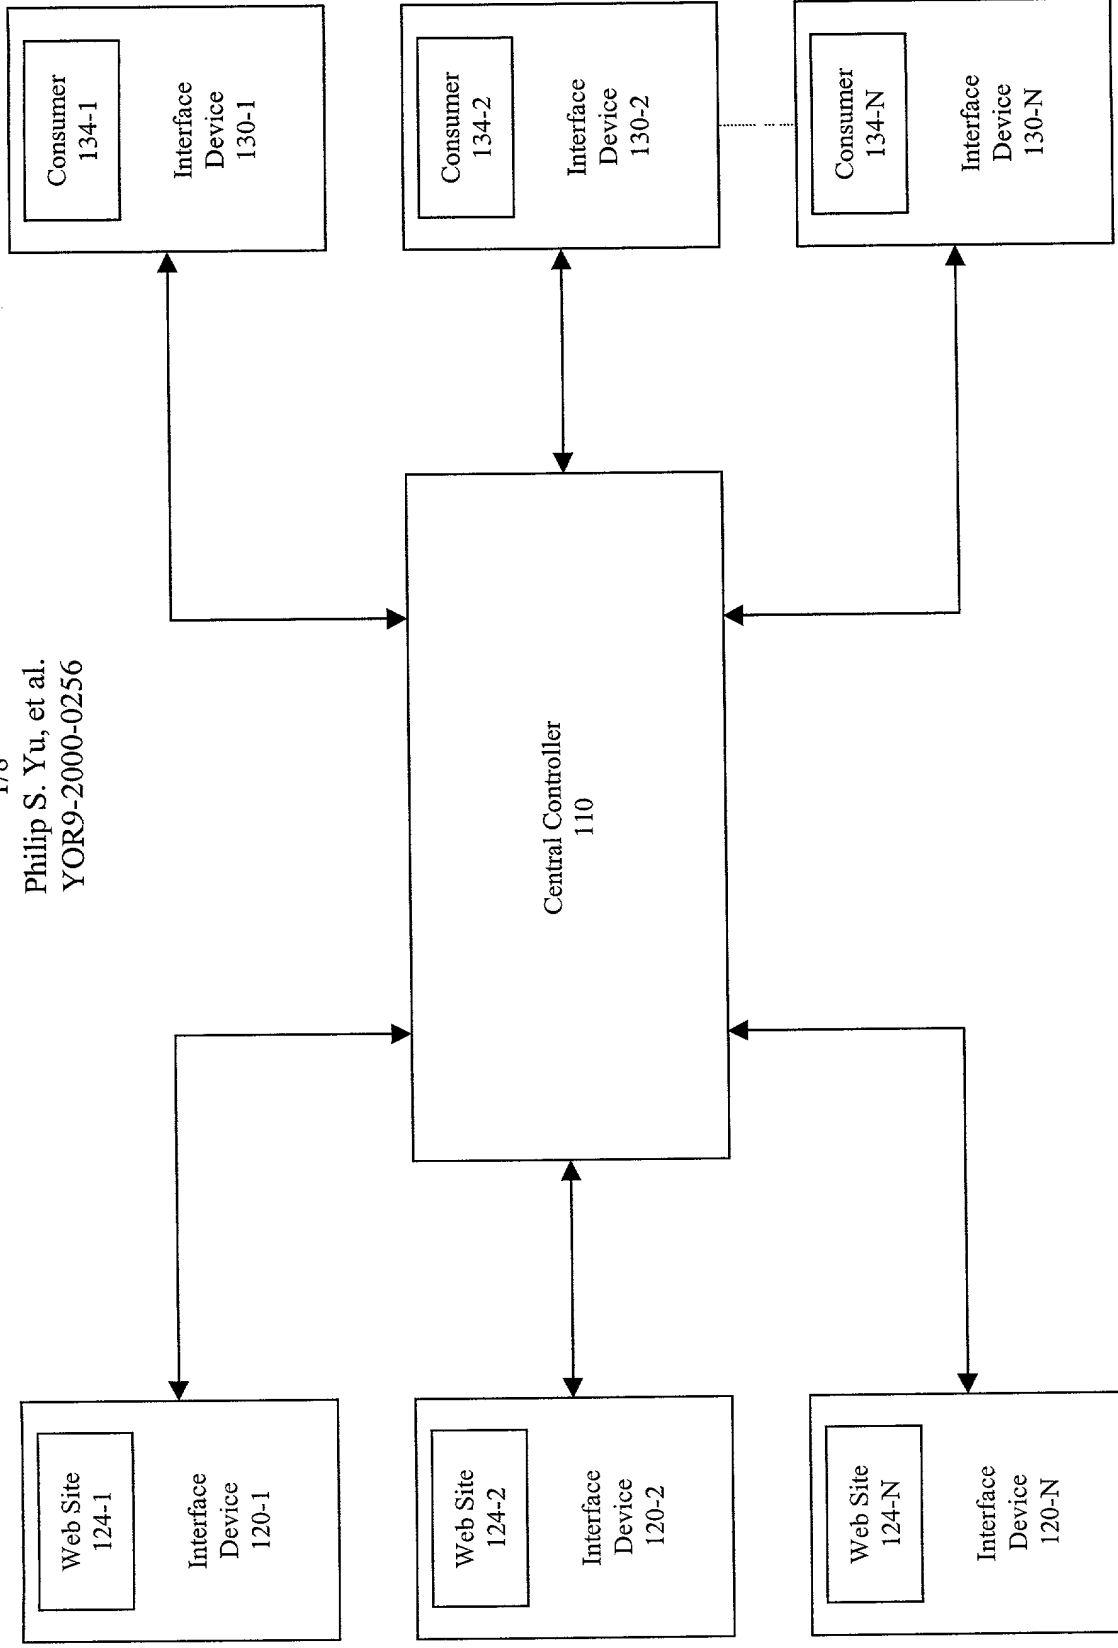 1/8
Philip S. Yu, et al.
YOR9-2000-0256
Web Site
124-1
Interface
Device
120-1
Web Site
124-2
Interface
Device
120-2
Web Site
124-N
Interface
Device
120-N
Central Controller
110
Consumer
134-1
Interface
Device
130-1
Consumer
134-2
Interface
Device
130-2
Consumer
134-N
Interface
Device
130-N